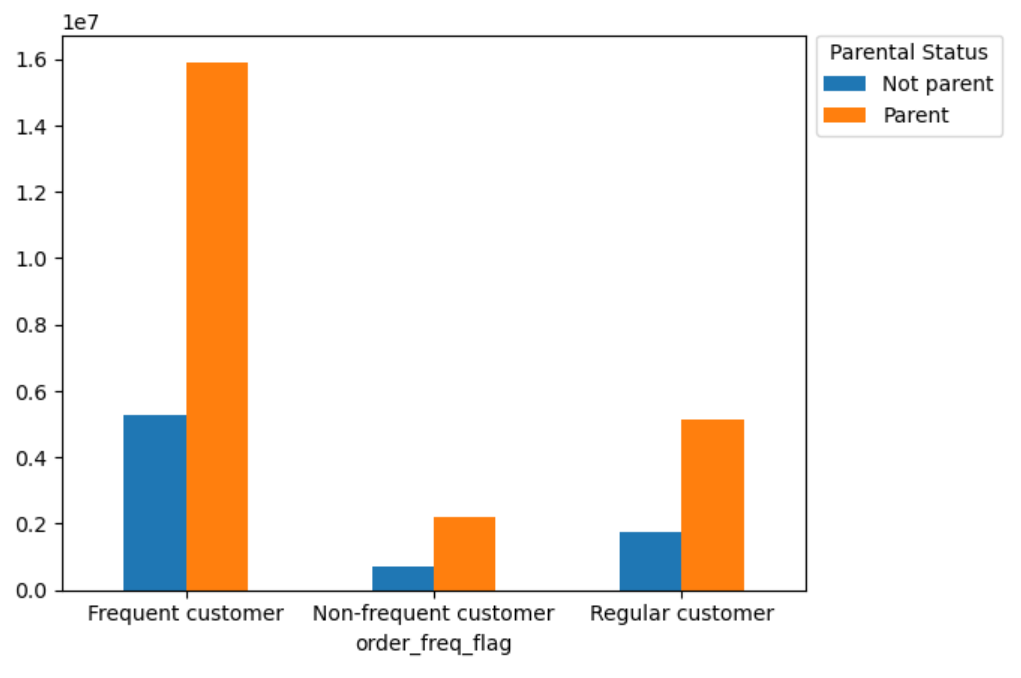 1e7
1.6
1.4
1.2
1.0
0.8
0.6
0.4
0.2
0.0
Frequent customer Non-frequent customer Regular customer
order_freq_flag
Parental Status
Not parent
Parent